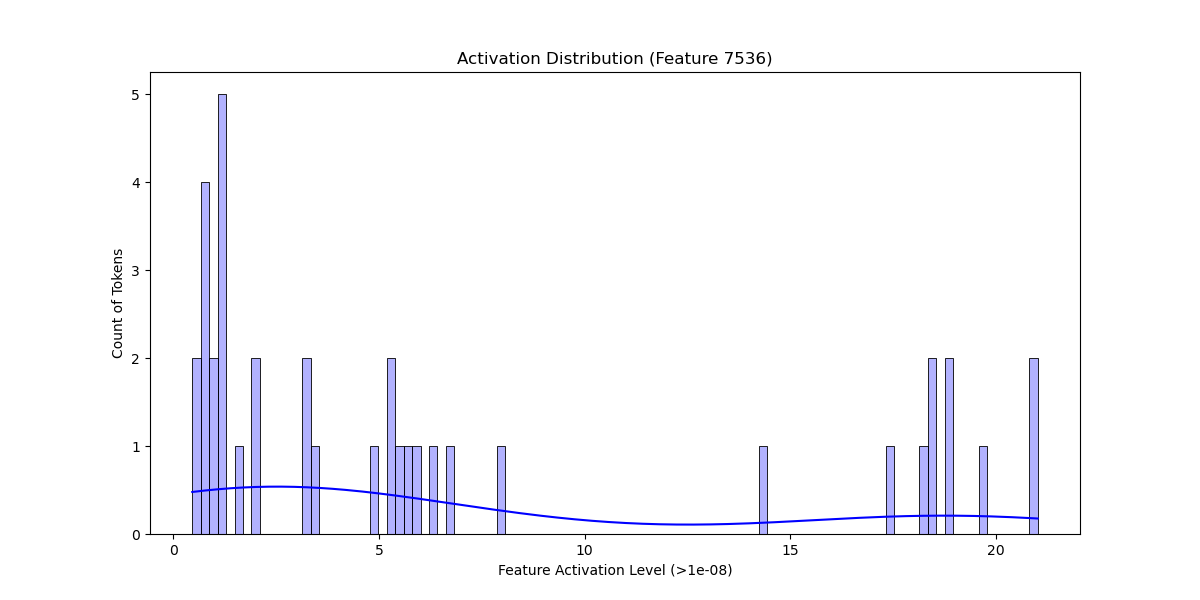 Activation Distribution (Feature 7536)
Count of Tokens
5
4
3
2
1
0
0 5 10 15 20
Feature Activation Level (>1e-08)